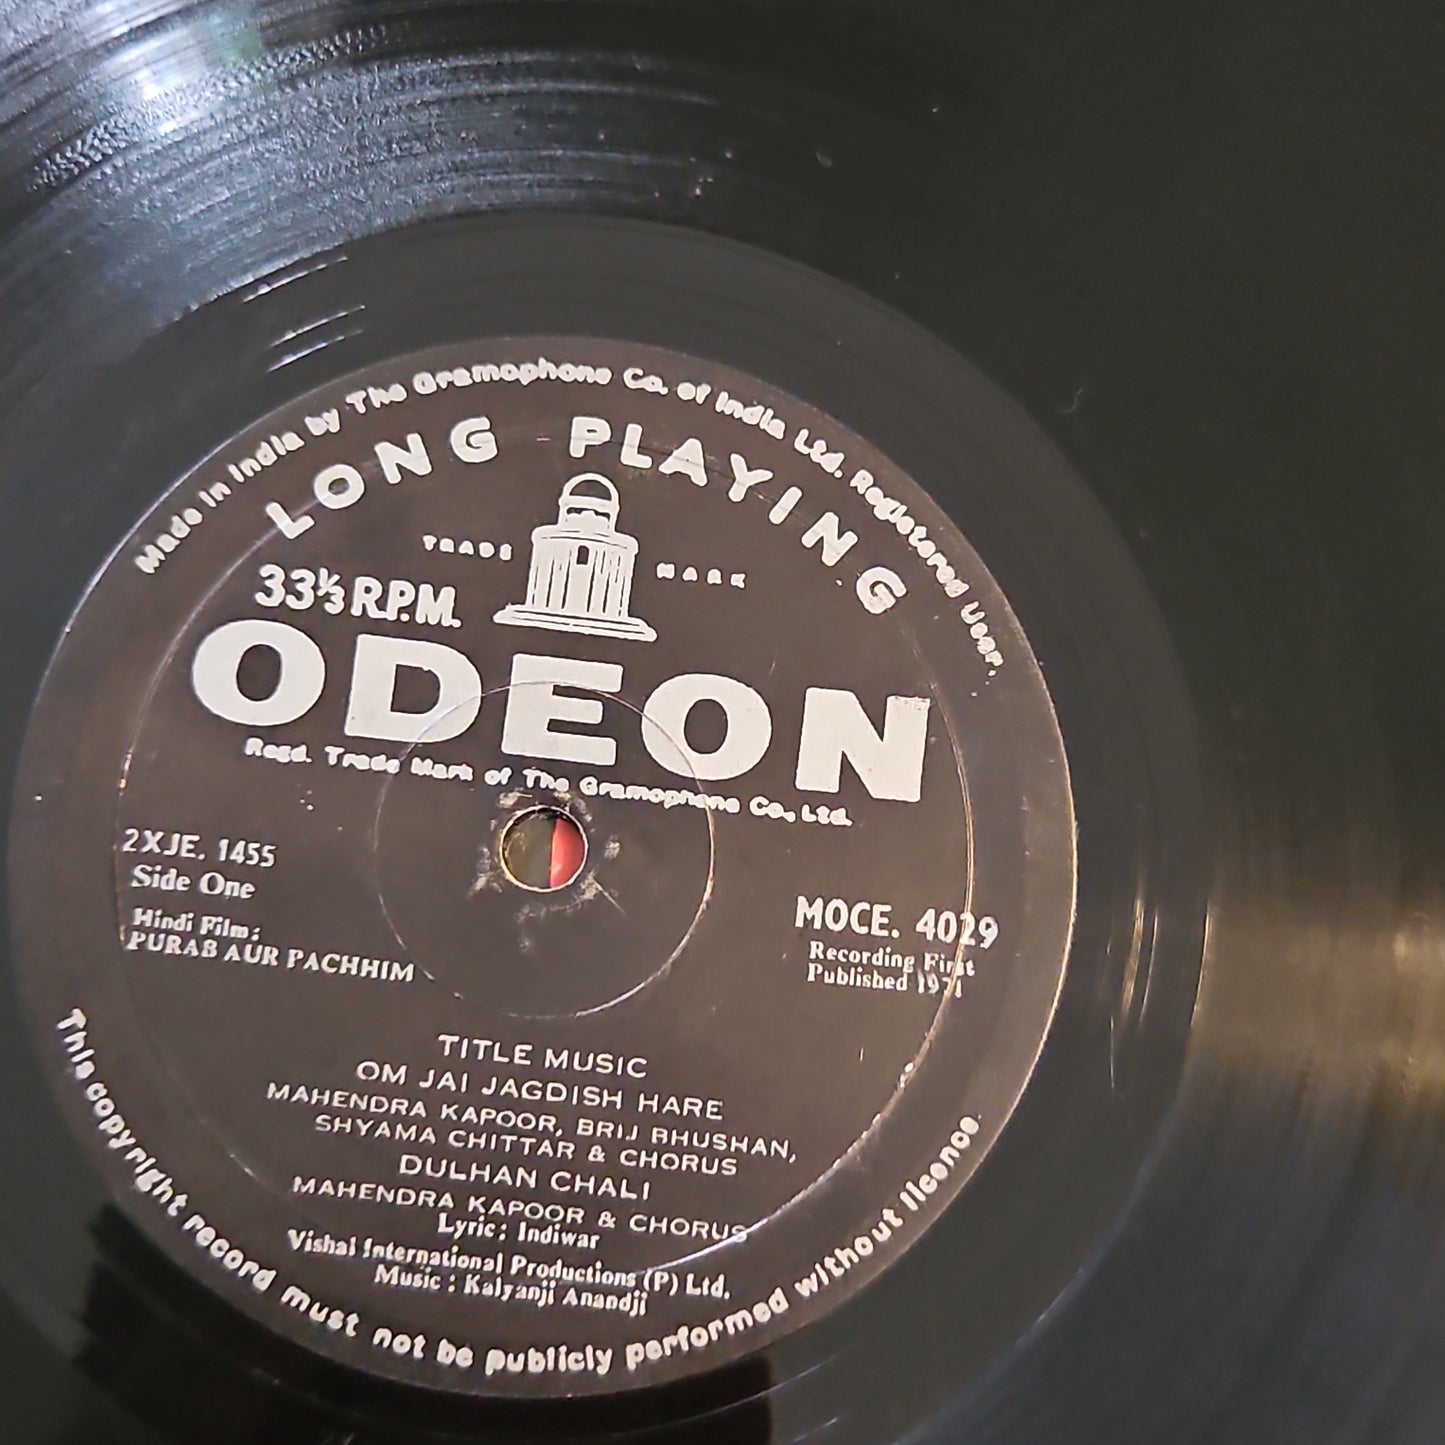 Made in India by The Gramophone Co. of India Ltd. Registered User.
LONG PLAYING
TRADE MARK
33⅓ R.P.M.
ODEON
Regd. Trade Mark of The Gramophone Co., Ltd.
2XJE. 1455
Side One
Hindi Film:
PURAB AUR PACHHIM
MOCE. 4029
Recording First
Published 1971
TITLE MUSIC
OM JAI JAGDISH HARE
MAHENDRA KAPOOR, BRIJ BHUSHAN,
SHYAMA CHITTAR & CHORUS
DULHAN CHALI
MAHENDRA KAPOOR & CHORUS
Lyric: Indiwar
Vishal International Productions (P) Ltd.
Music: Kalyanji Anandji
This copyright record must not be publicly performed without licence.